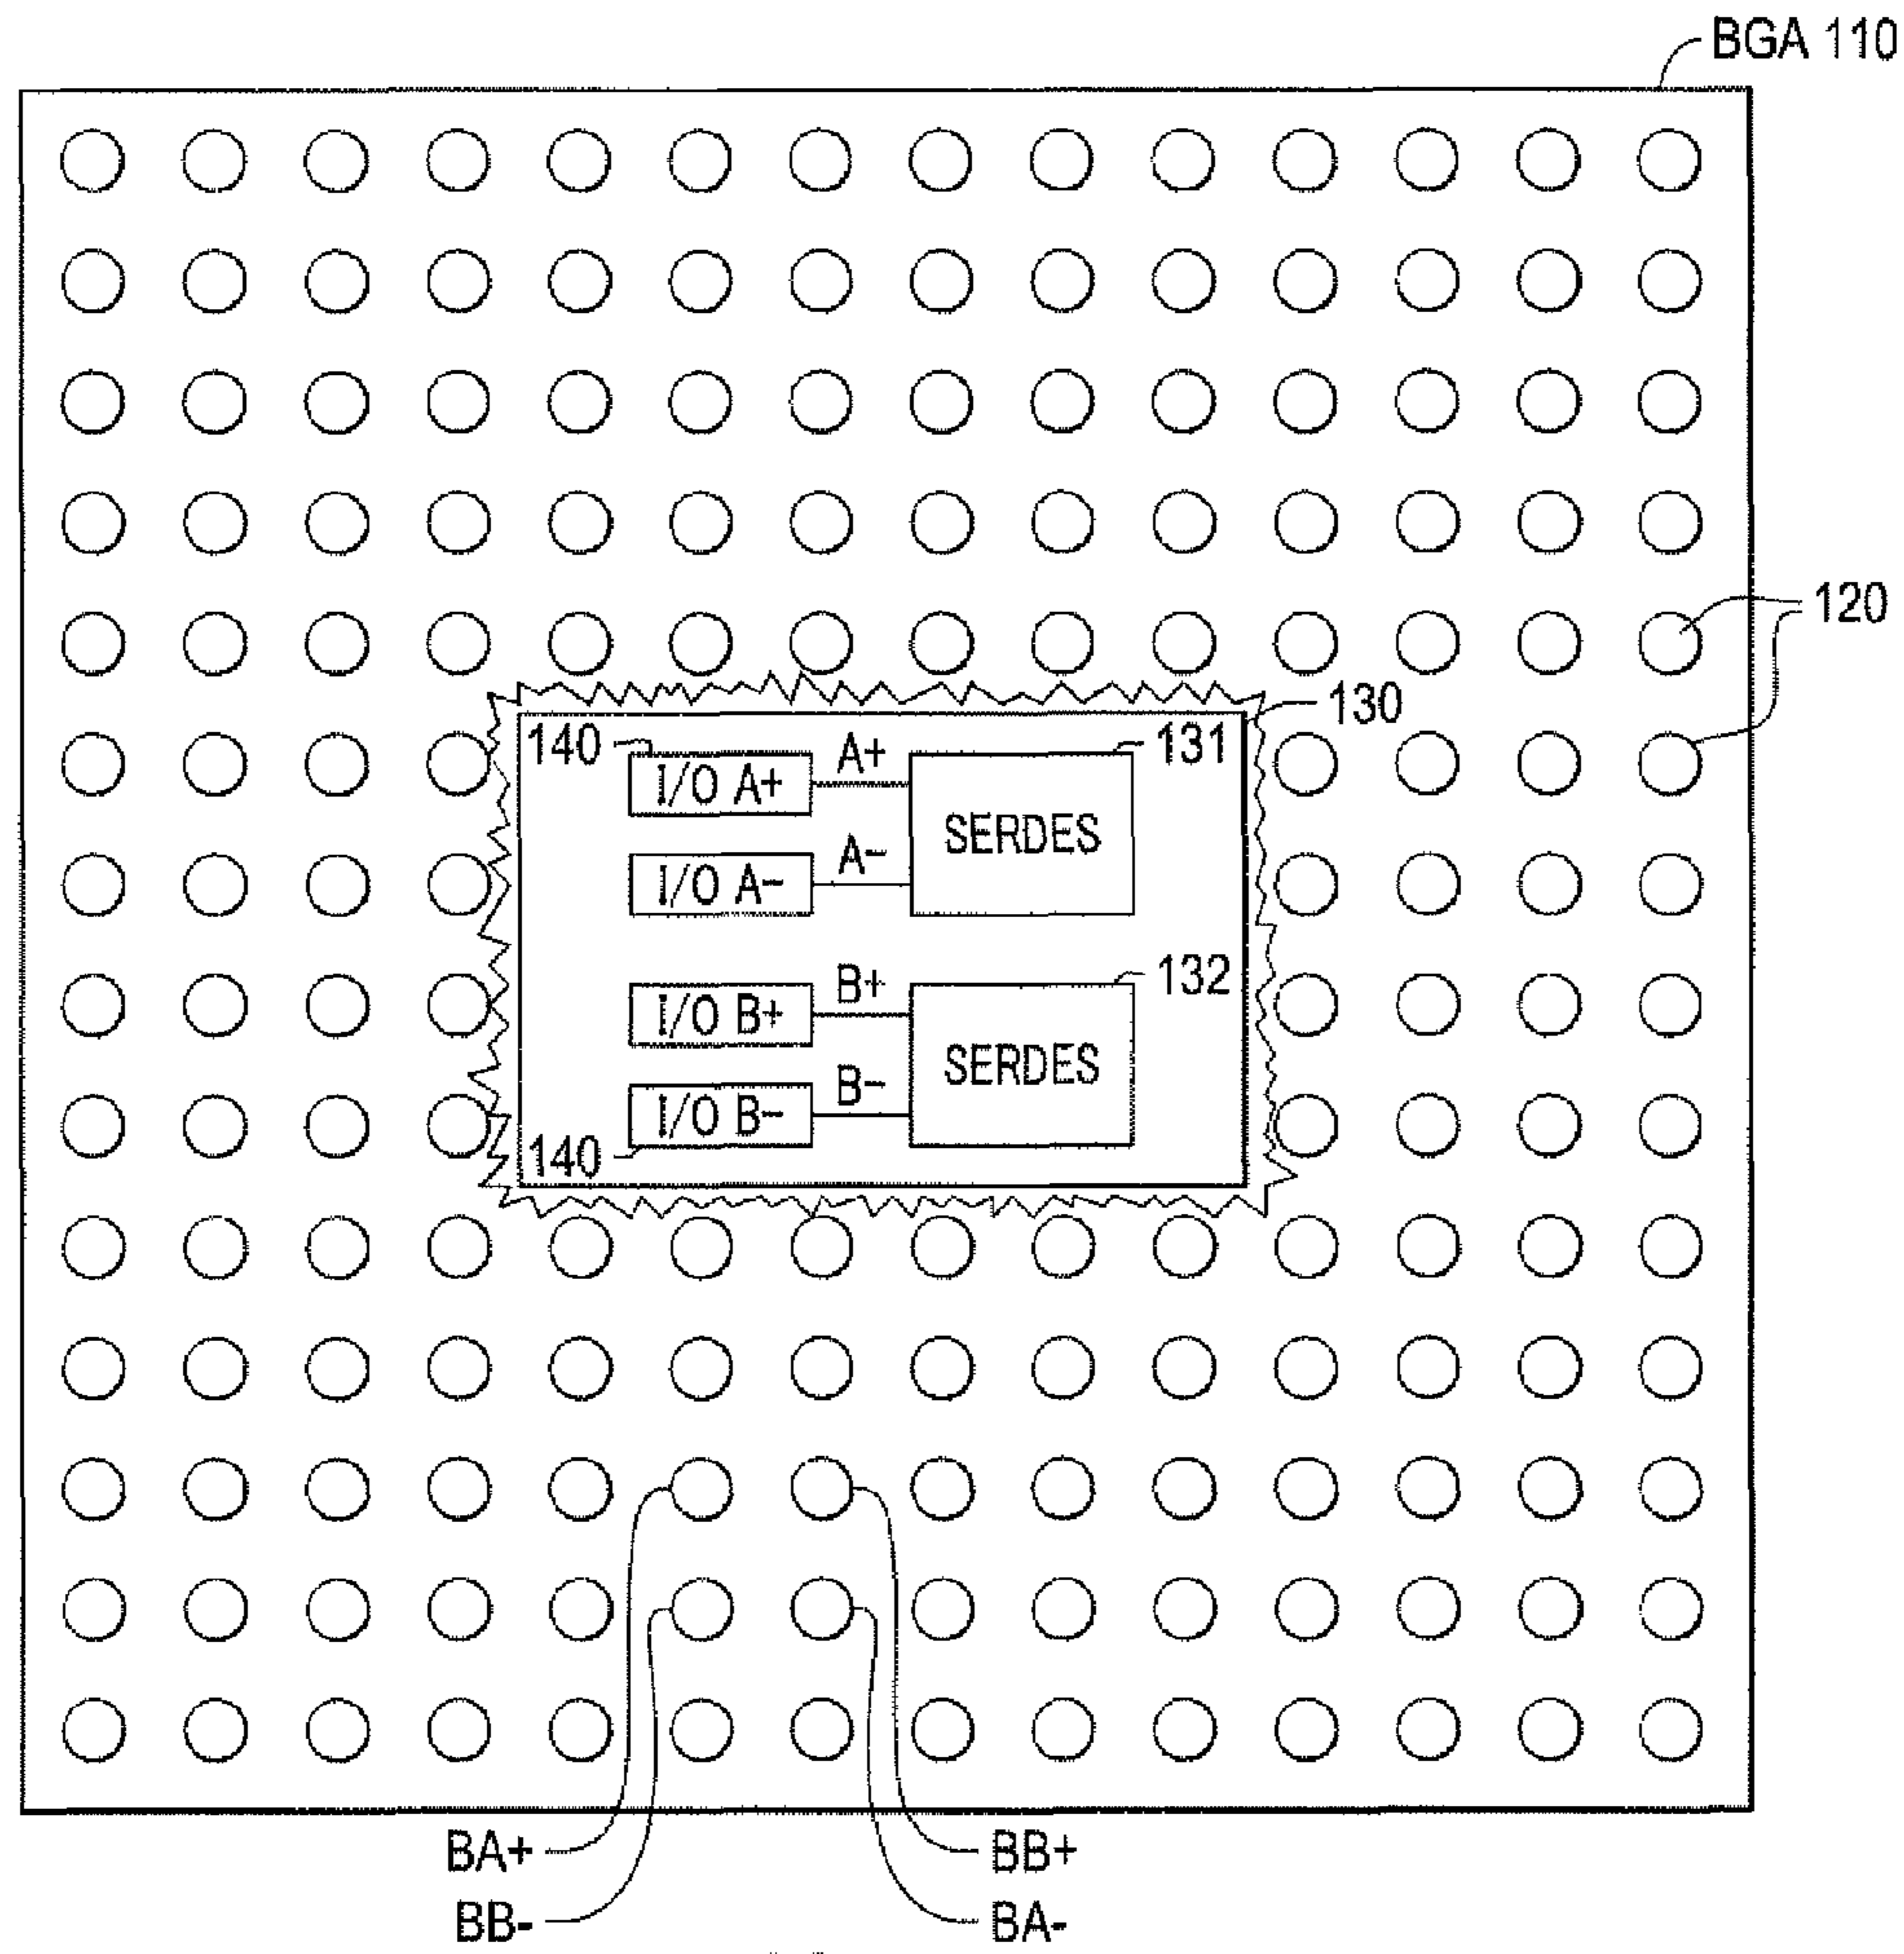 BGA 110
120
130
140
I/O A+
A+
131
SERDES
I/O A-
A-
I/O B+
B+
132
SERDES
I/O B-
B-
140
BA+
BB+
BB-
BA-